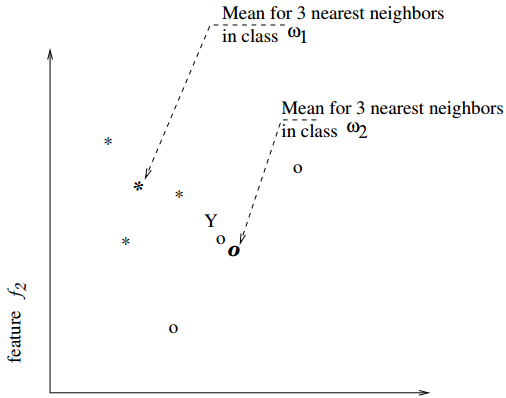 Mean for 3 nearest neighbors
in class ω1
Mean for 3 nearest neighbors
in class ω2
* 
*
*
*
o
Y
o
o
o
feature f2